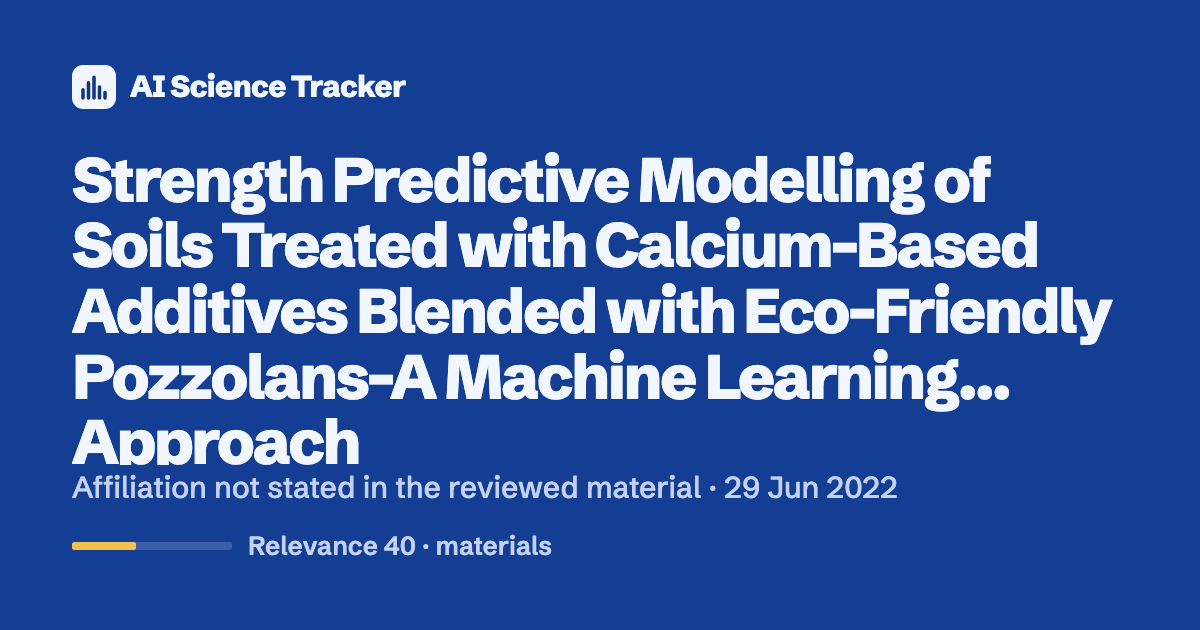 AI Science Tracker
Strength Predictive Modelling of
Soils Treated with Calcium-Based
Additives Blended with Eco-Friendly
Pozzolans-A Machine Learning...
Approach
Affiliation not stated in the reviewed material · 29 Jun 2022
Relevance 40 · materials